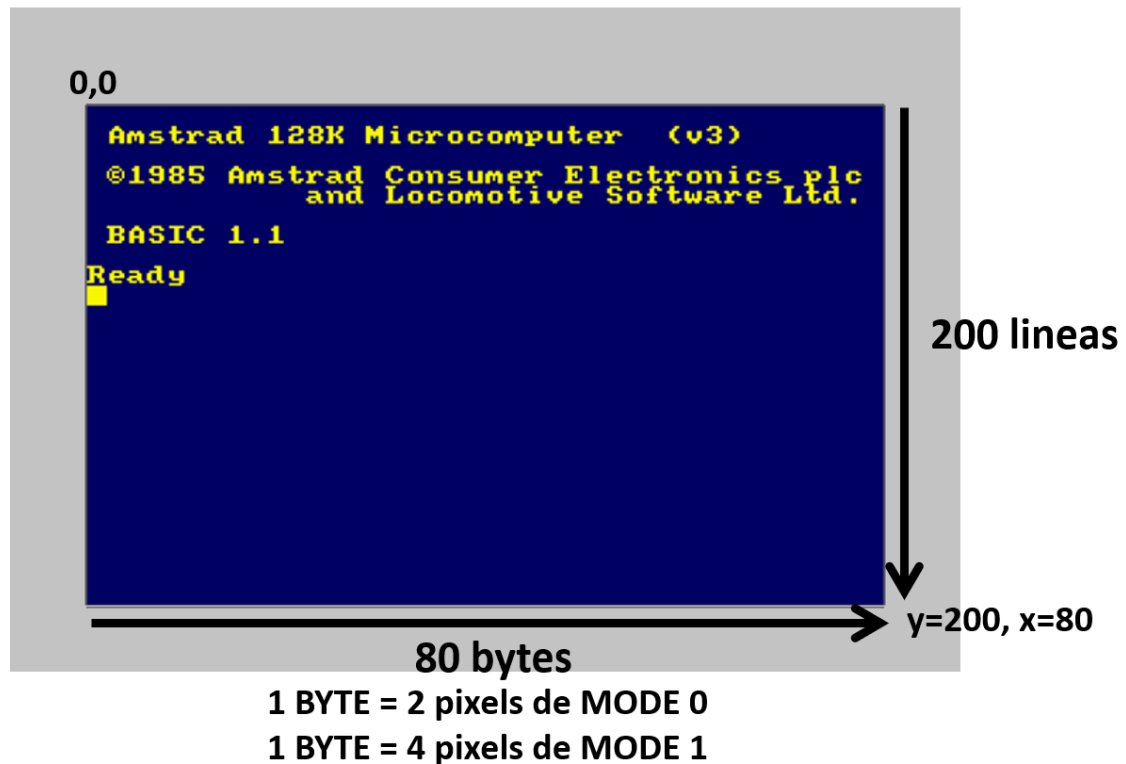 0,0
Amstrad 128K Microcomputer (v3)
©1985 Amstrad Consumer Electronics plc
and Locomotive Software Ltd.
BASIC 1.1
Ready
200 lineas
y=200, x=80
80 bytes
1 BYTE = 2 pixels de MODE 0
1 BYTE = 4 pixels de MODE 1